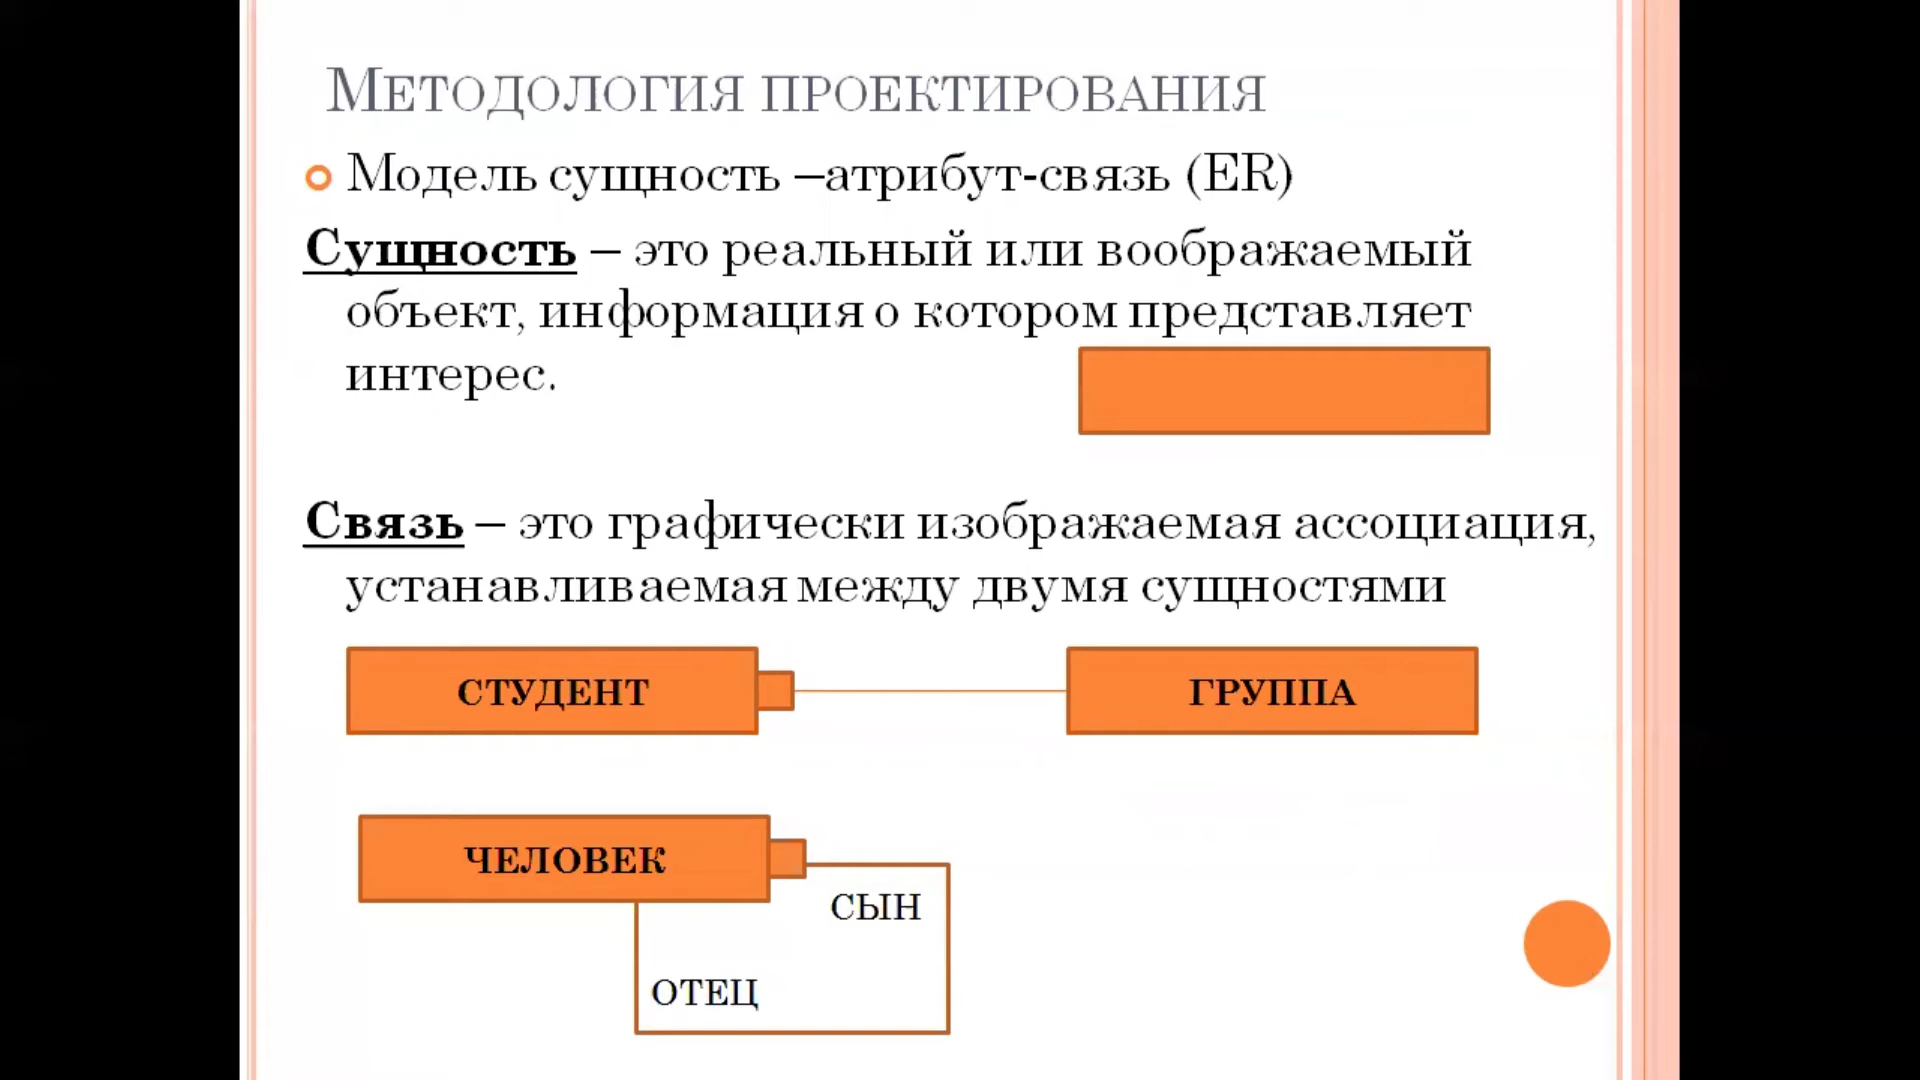 Методология проектирования
Модель сущность –атрибут-связь (ER)
Сущность – это реальный или воображаемый
объект, информация о котором представляет
интерес.
Связь – это графически изображаемая ассоциация,
устанавливаемая между двумя сущностями
СТУДЕНТ
ГРУППА
ЧЕЛОВЕК
СЫН
ОТЕЦ